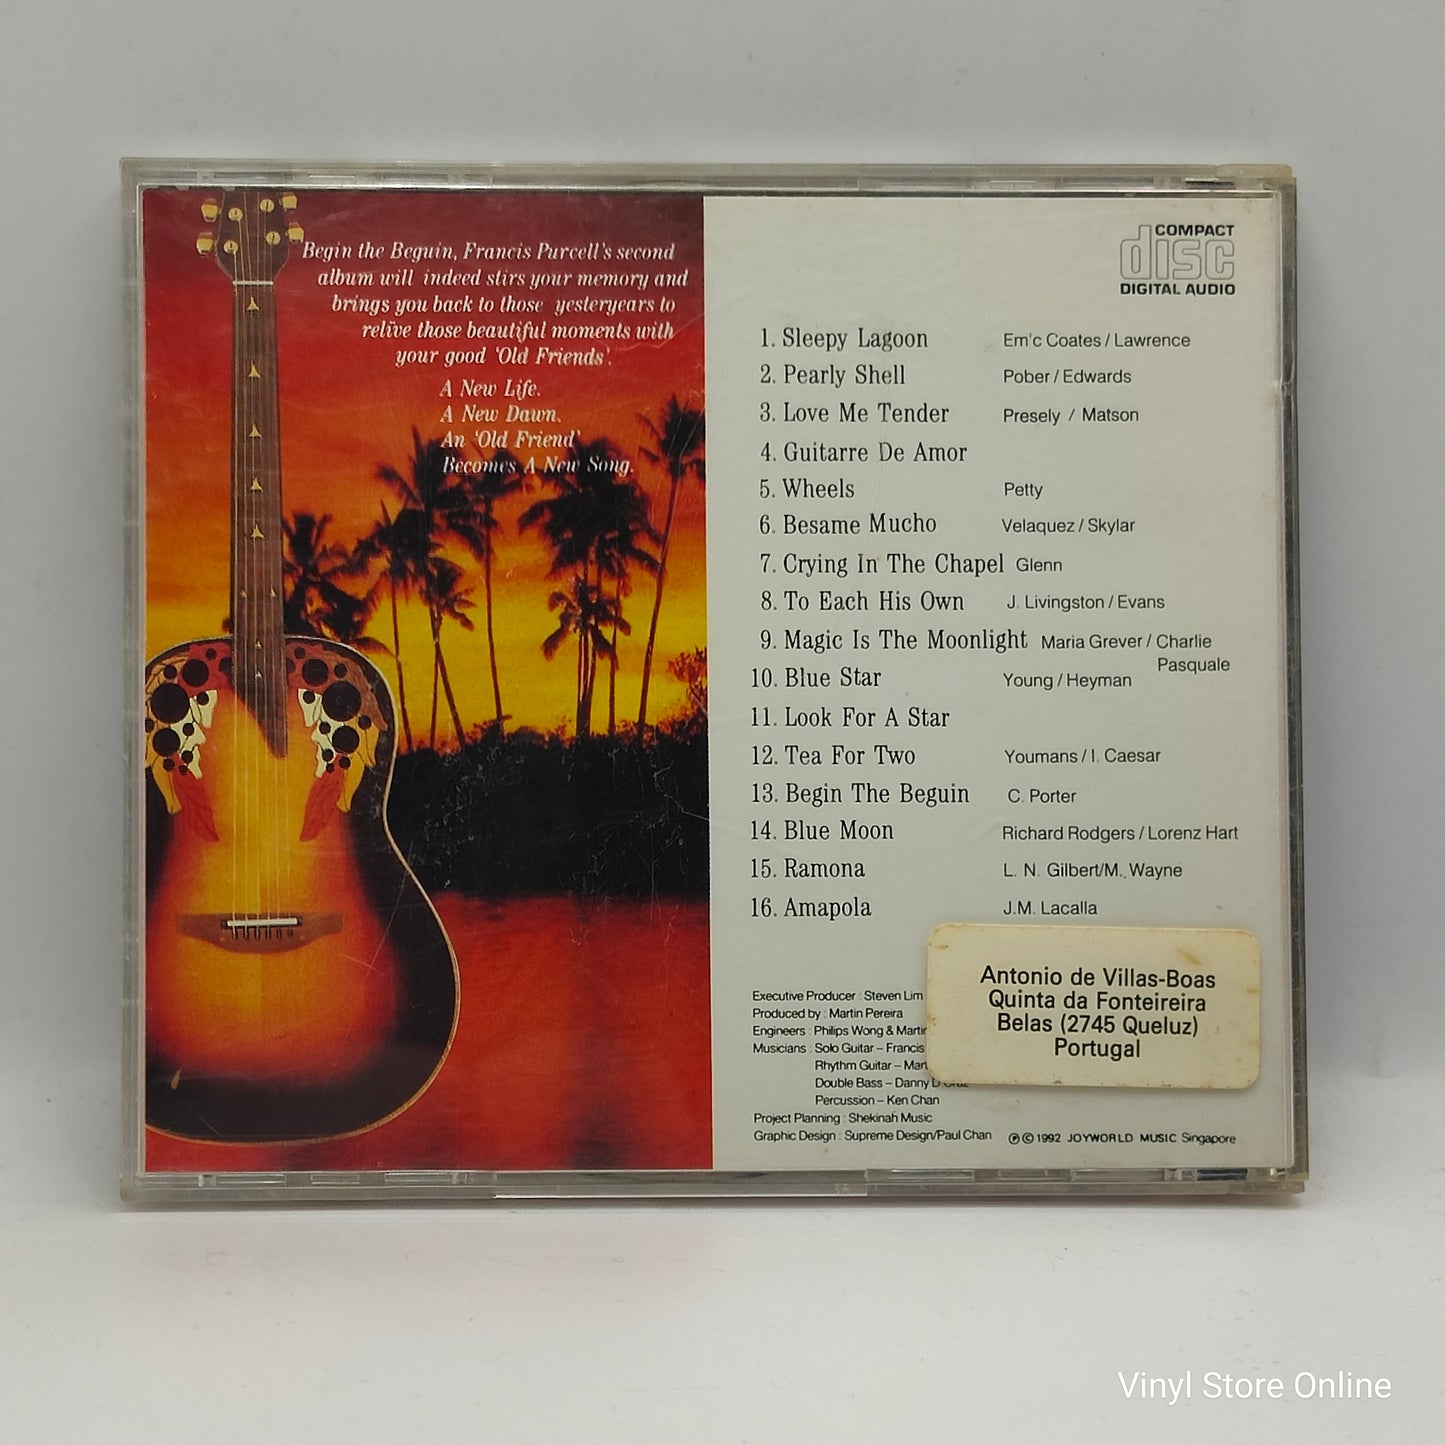 Begin the Beguin, Francis Purcell's second
album will indeed stirs your memory and
brings you back to those yesteryears to
relive those beautiful moments with
your good 'Old Friends'.
A New Life.
A New Dawn.
An 'Old Friend'
Becomes A New Song.
COMPACT
disc
DIGITAL AUDIO
1. Sleepy Lagoon Em'c Coates / Lawrence
2. Pearly Shell Pober / Edwards
3. Love Me Tender Presely / Matson
4. Guitarre De Amor
5. Wheels Petty
6. Besame Mucho Velaquez / Skylar
7. Crying In The Chapel Glenn
8. To Each His Own J. Livingston / Evans
9. Magic Is The Moonlight Maria Grever / Charlie
Pasquale
10. Blue Star Young / Heyman
11. Look For A Star
12. Tea For Two Youmans / I. Caesar
13. Begin The Beguin C. Porter
14. Blue Moon Richard Rodgers / Lorenz Hart
15. Ramona L. N. Gilbert/M. Wayne
16. Amapola J.M. Lacalla
Antonio de Villas-Boas
Quinta da Fonteireira
Belas (2745 Queluz)
Portugal
Executive Producer : Steven Lim
Produced by : Martin Pereira
Engineers : Philips Wong &
Musicians : Solo Guitar – Francis
Rhythm Guitar –
Double Bass – Danny
Percussion – Ken Chan
Project Planning : Shekinah Music
Graphic Design : Supreme Design/Paul Chan
℗ © 1992 JOYWORLD MUSIC Singapore
Vinyl Store Online